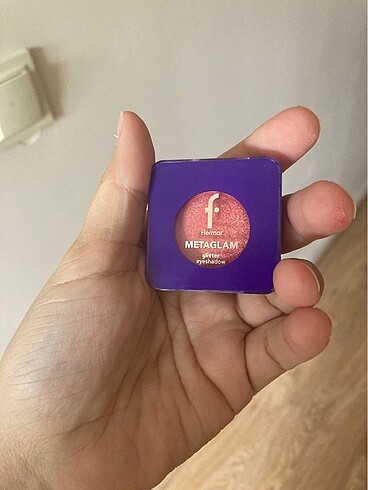 f
flormar
METAGLAM
glitter
eyeshadow